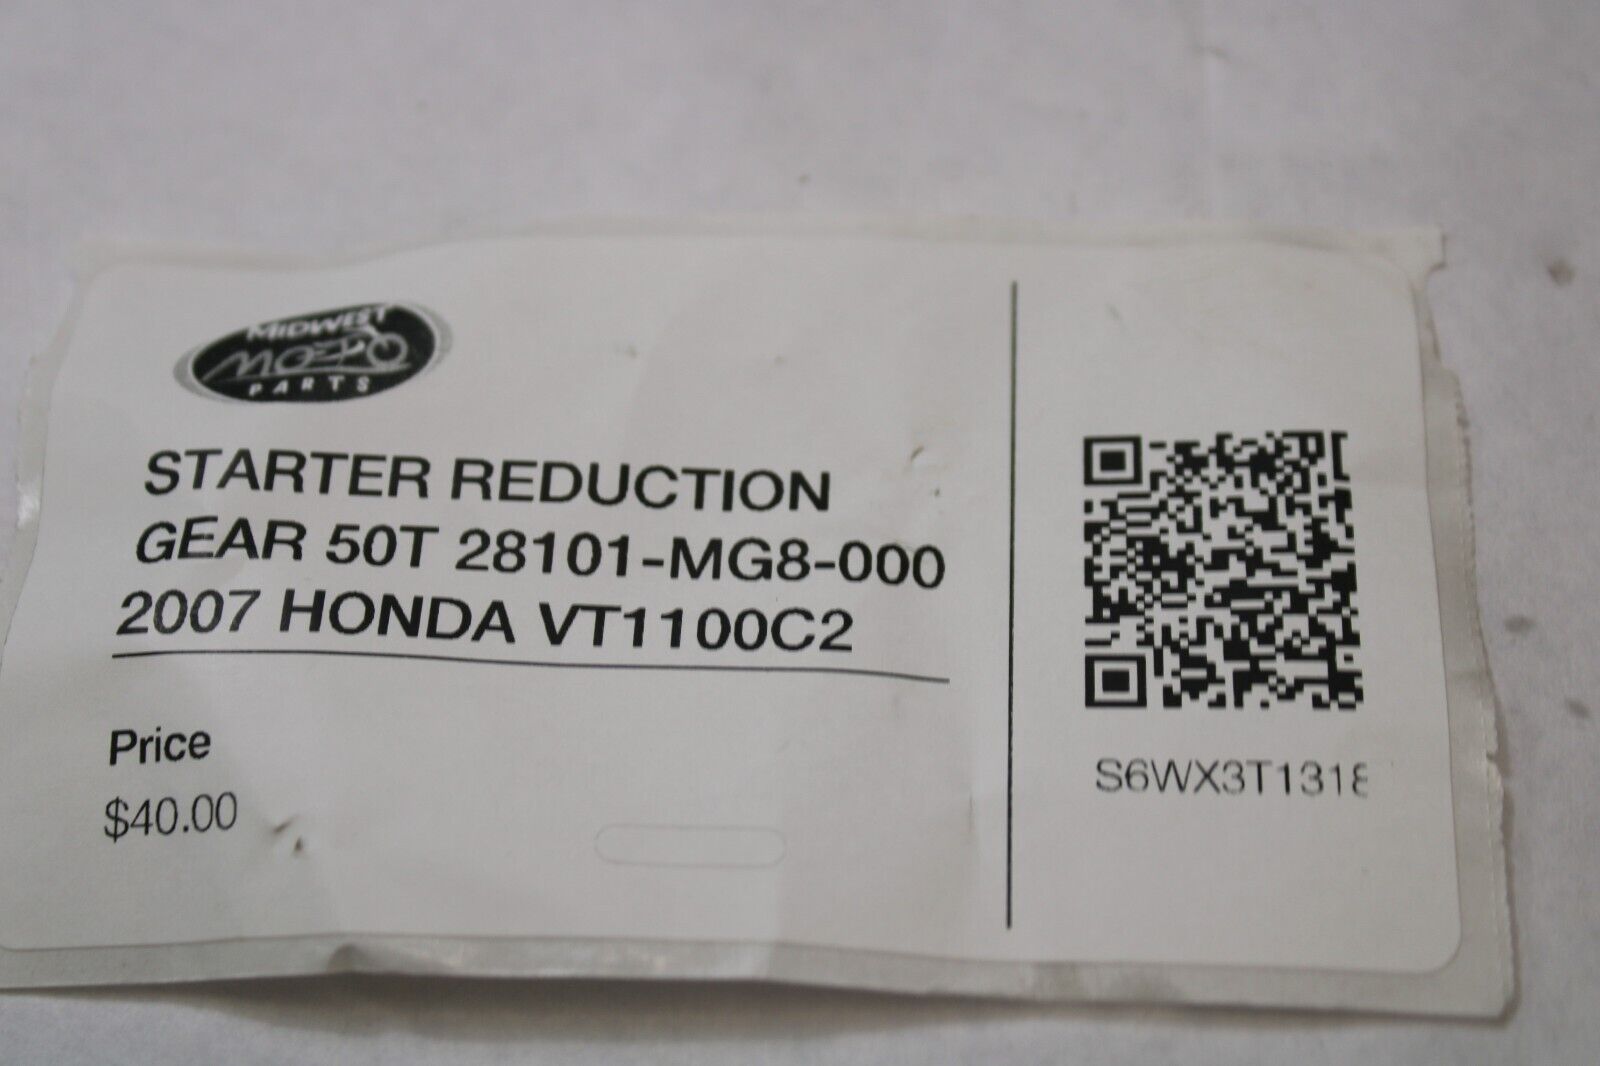 MIDWEST
MOTO
PARTS
STARTER REDUCTION
GEAR 50T 28101-MG8-000
2007 HONDA VT1100C2
Price
$40.00
S6WX3T1318